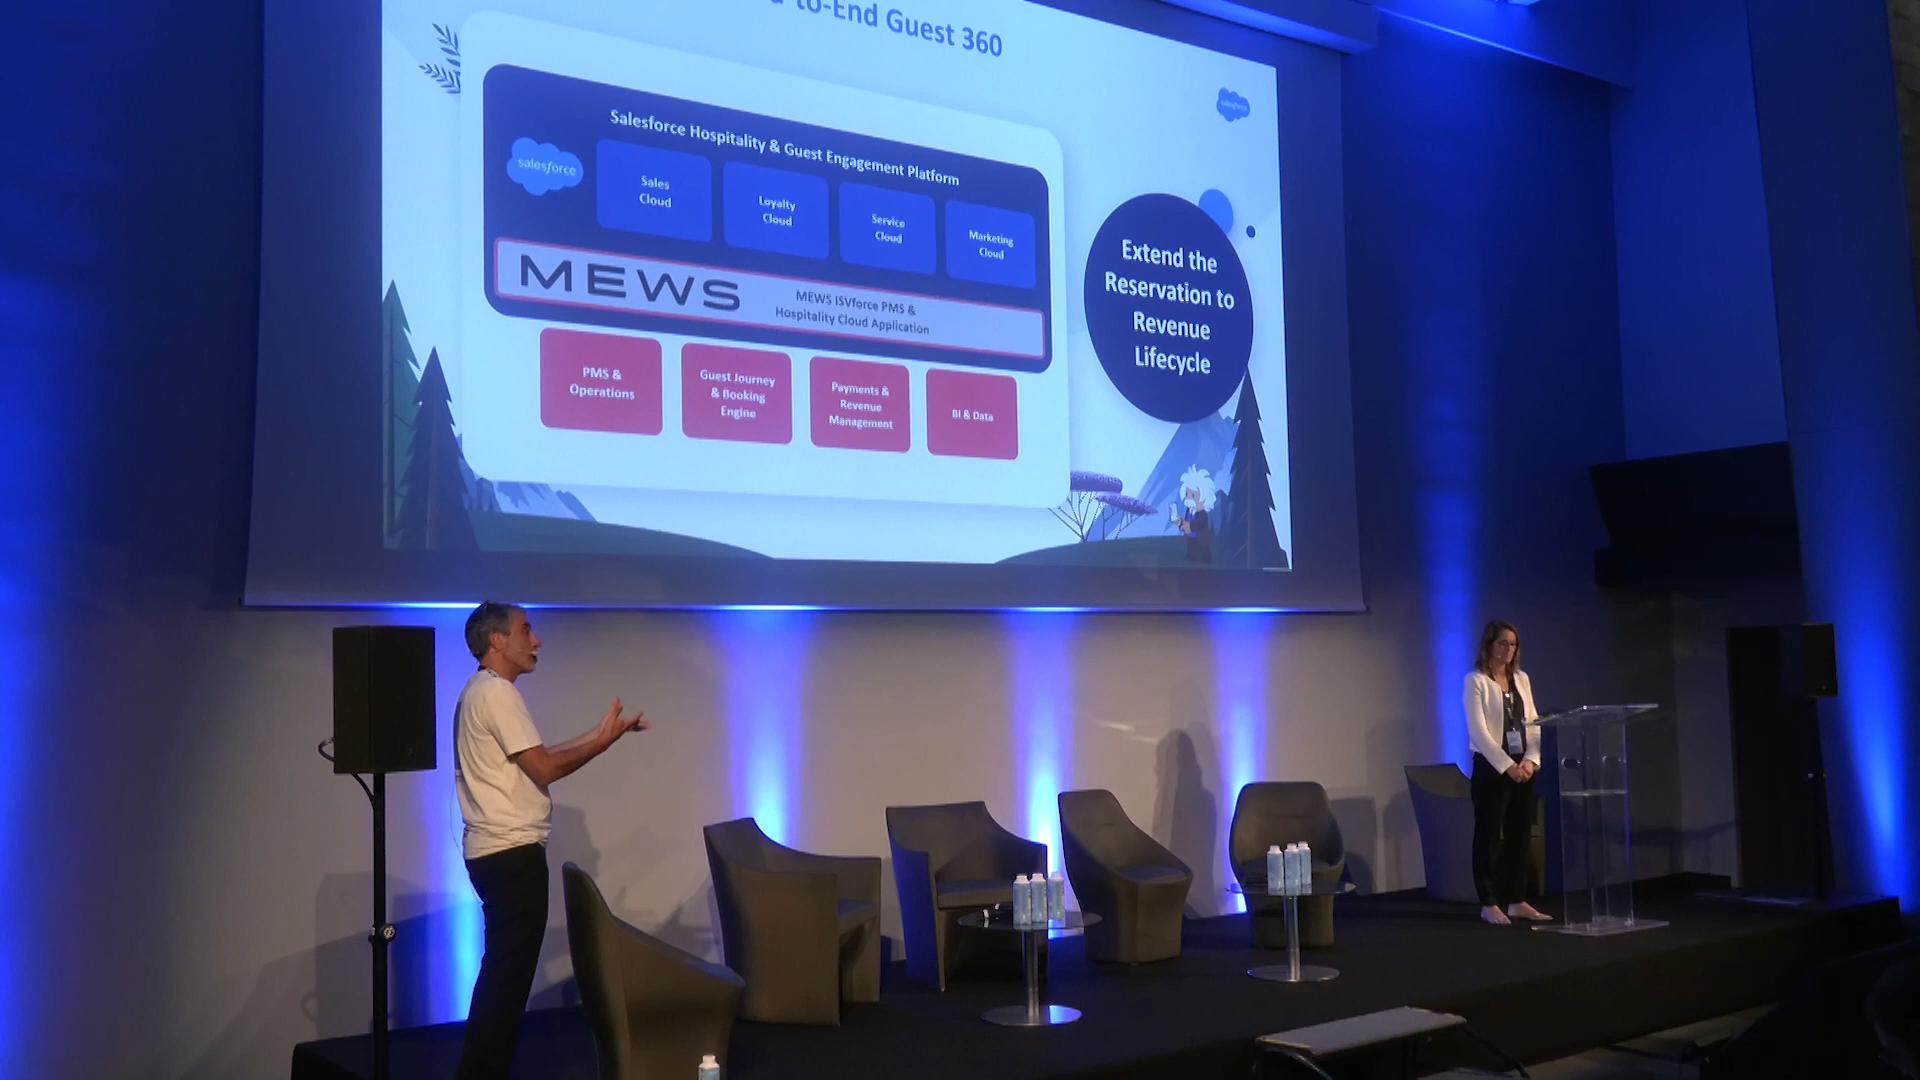 -to-End Guest 360
salesforce
Salesforce Hospitality & Guest Engagement Platform
salesforce
Sales
Cloud
Loyalty
Cloud
Service
Cloud
Marketing
Cloud
MEWS
MEWS ISVforce PMS &
Hospitality Cloud Application
PMS &
Operations
Guest Journey
& Booking
Engine
Payments &
Revenue
Management
BI & Data
Extend the
Reservation to
Revenue
Lifecycle